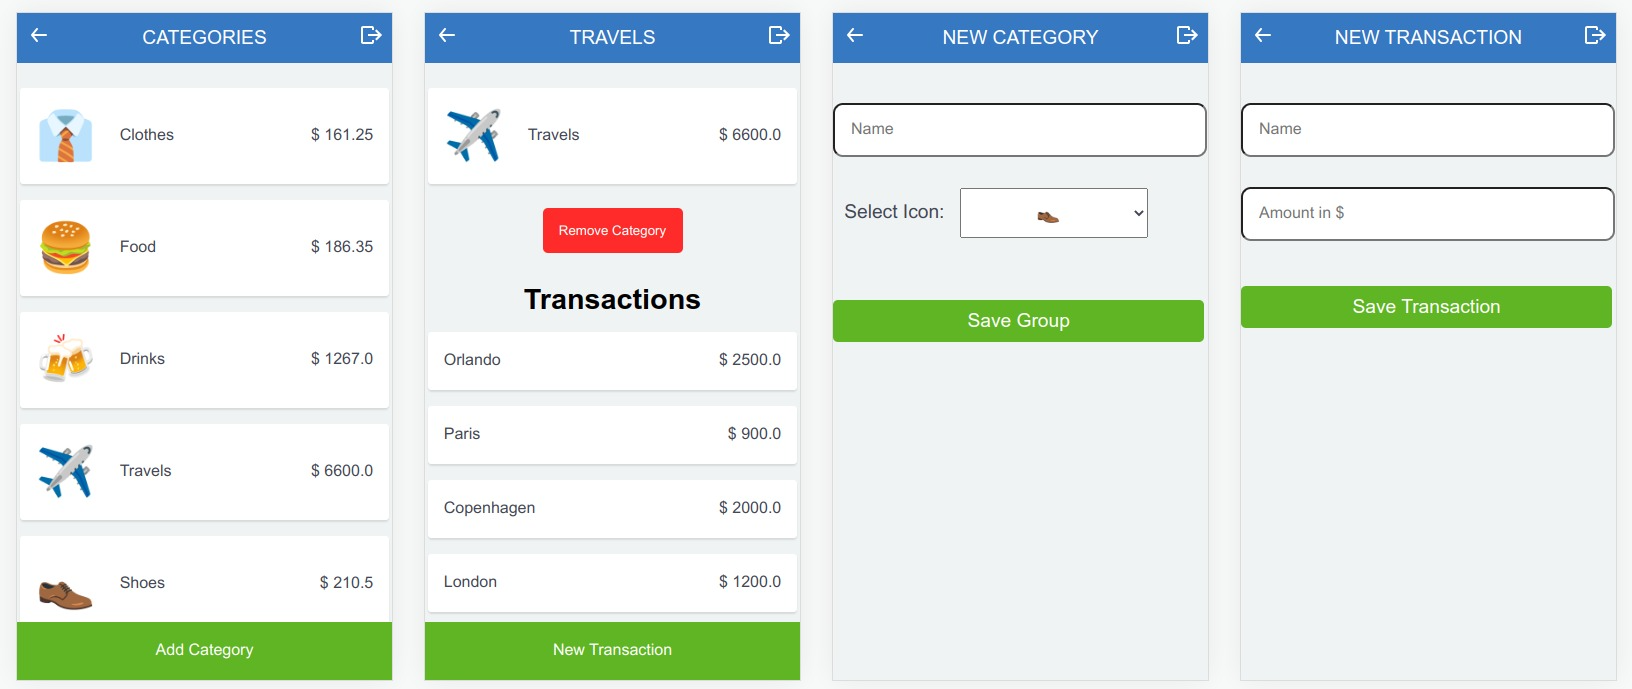 CATEGORIES
Clothes $ 161.25
Food $ 186.35
Drinks $ 1267.0
Travels $ 6600.0
Shoes $ 210.5
Add Category
TRAVELS
Travels $ 6600.0
Remove Category
Transactions
Orlando $ 2500.0
Paris $ 900.0
Copenhagen $ 2000.0
London $ 1200.0
New Transaction
NEW CATEGORY
Name
Select Icon:
Save Group
NEW TRANSACTION
Name
Amount in $
Save Transaction